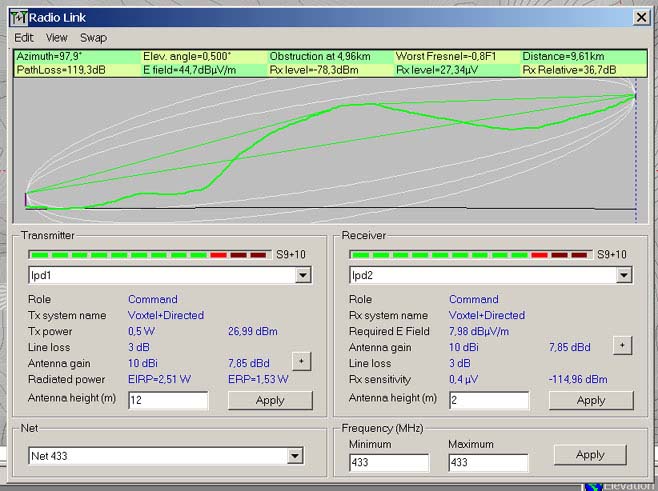 Radio Link
Edit View Swap
Azimuth=97,9° Elev. angle=0,500° Obstruction at 4,96km Worst Fresnel=-0,8F1 Distance=9,61km
PathLoss=119,3dB E field=44,7dBµV/m Rx level=-78,3dBm Rx level=27,34µV Rx Relative=36,7dB
Transmitter
S9+10
lpd1
Role Command
Tx system name Voxtel+Directed
Tx power 0,5 W 26,99 dBm
Line loss 3 dB
Antenna gain 10 dBi 7,85 dBd +
Radiated power EIRP=2,51 W ERP=1,53 W
Antenna height (m) 12 Apply
Receiver
S9+10
lpd2
Role Command
Rx system name Voxtel+Directed
Required E Field 7,98 dBµV/m
Antenna gain 10 dBi 7,85 dBd +
Line loss 3 dB
Rx sensitivity 0,4 µV -114,96 dBm
Antenna height (m) 2 Apply
Net
Net 433
Frequency (MHz)
Minimum Maximum
433 433 Apply
Elevation